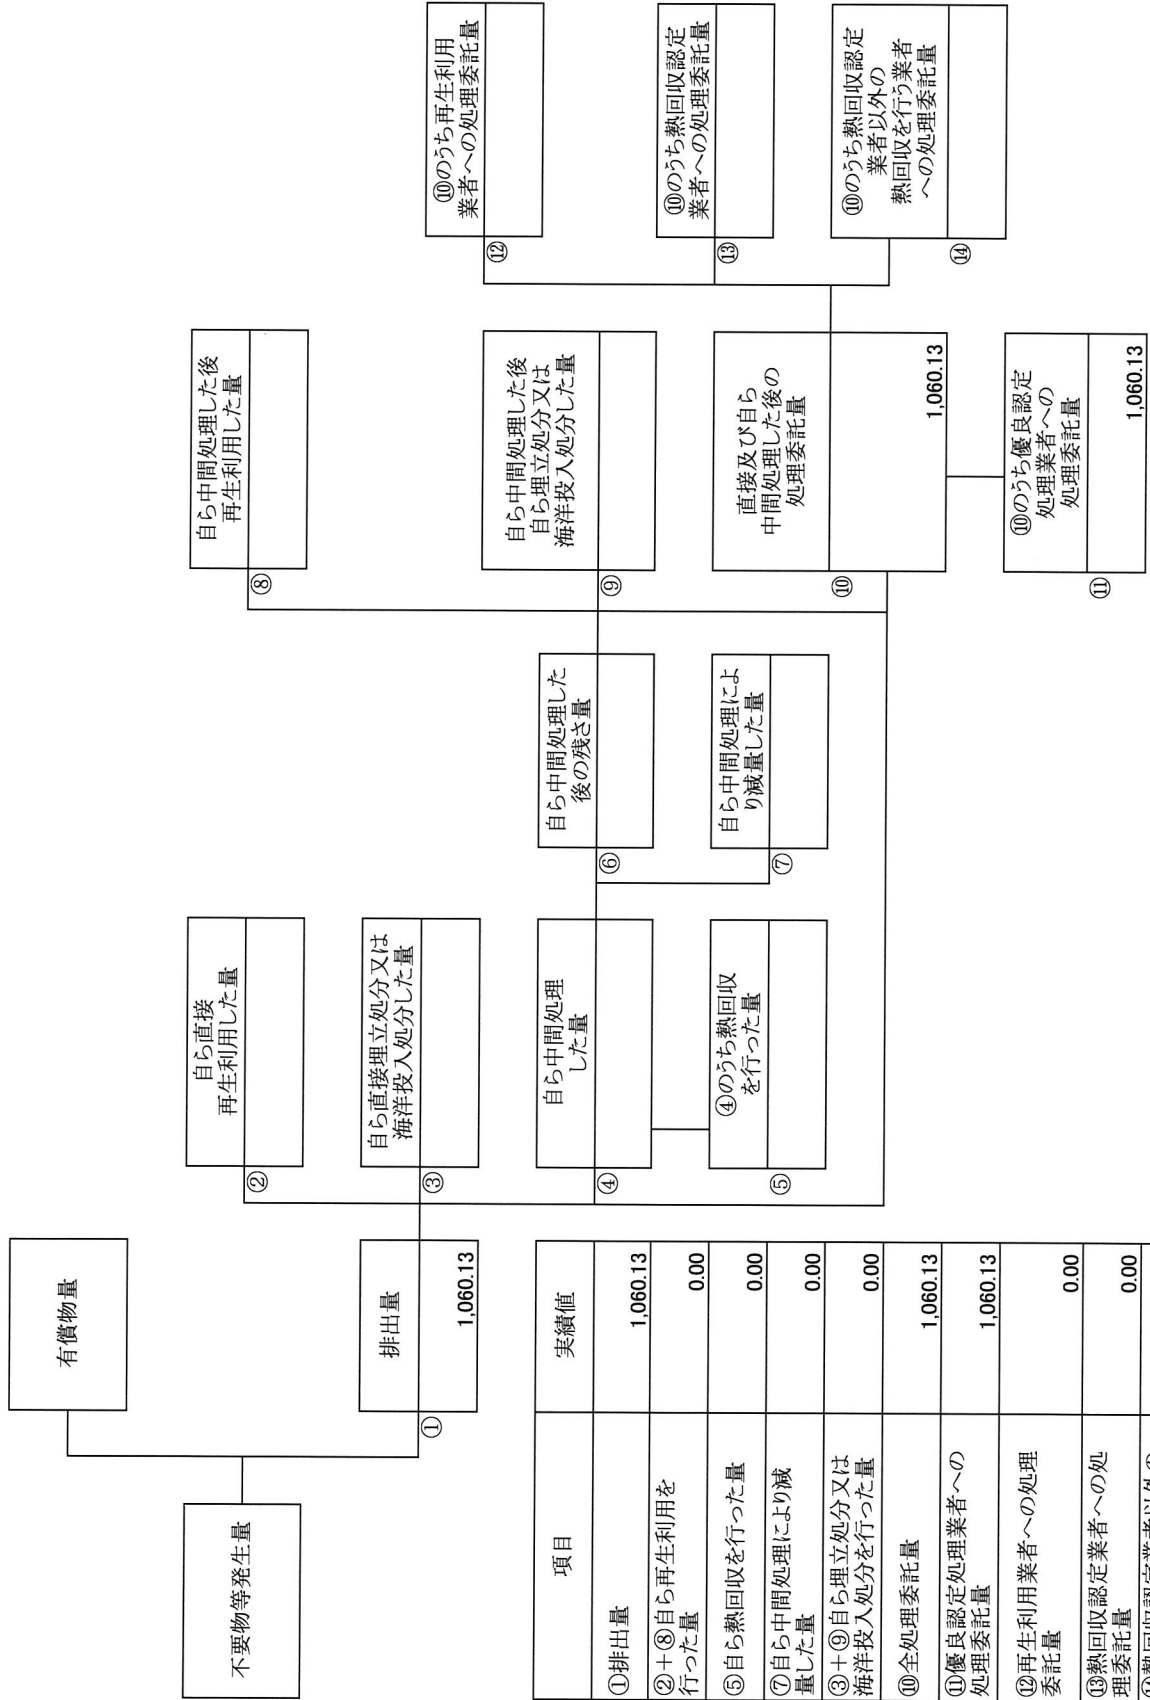 不要物等発生量
有償物量
①
排出量
1,060.13
②
自ら直接
再生利用した量
③
自ら直接埋立処分又は
海洋投入処分した量
④
自ら中間処理
した量
⑤
④のうち熱回収
を行った量
⑥
自ら中間処理した
後の残さ量
⑦
自ら中間処理によ
り減量した量
⑧
自ら中間処理した後
再生利用した量
⑨
自ら中間処理した後
自ら埋立処分又は
海洋投入処分した量
⑩
直接及び自ら
中間処理した後の
処理委託量
1,060.13
⑪
⑩のうち優良認定
処理業者への
処理委託量
1,060.13
⑫
⑩のうち再生利用
業者への処理委託量
⑬
⑩のうち熱回収認定
業者への処理委託量
⑭
⑩のうち熱回収認定
業者以外の
熱回収を行う業者
への処理委託量
項目 実績値
①排出量 1,060.13
②+⑧自ら再生利用を
行った量 0.00
⑤自ら熱回収を行った量 0.00
⑦自ら中間処理により減
量した量 0.00
③+⑨自ら埋立処分又は
海洋投入処分を行った量 0.00
⑩全処理委託量 1,060.13
⑪優良認定処理業者への
処理委託量 1,060.13
⑫再生利用業者への処理
委託量 0.00
⑬熱回収認定業者への処
理委託量 0.00